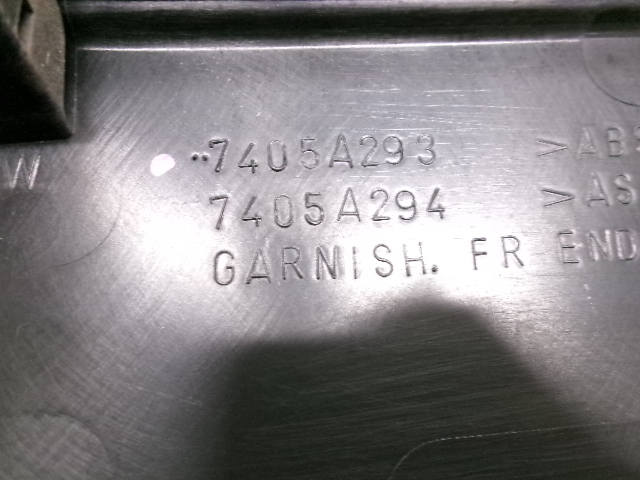 W ··7405A293 >AB
7405A294 >AS
GARNISH. FR END